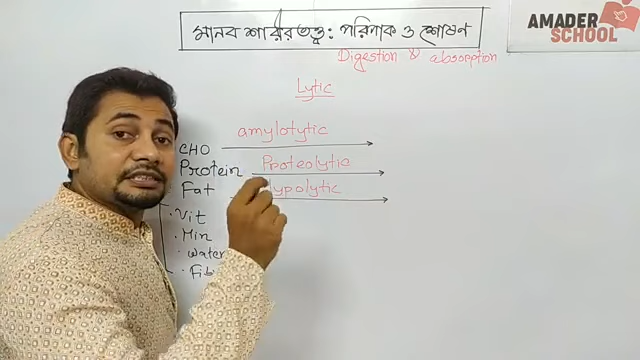 মানব শারীরতত্ত্ব: পরিপাক ও শোষণ
AMADER
SCHOOL
Digestion & absorption
Lytic
CHO amylotytic
Protein Proteolytic
Fat lypolytic
· Vit
· Min
· Water